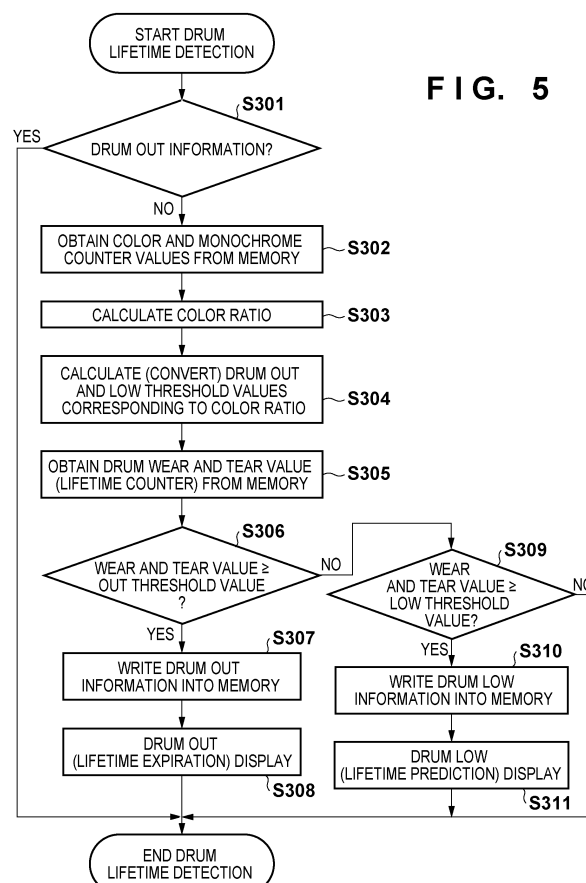 START DRUM
LIFETIME DETECTION
FIG. 5
S301
YES
DRUM OUT INFORMATION?
NO
OBTAIN COLOR AND MONOCHROME
COUNTER VALUES FROM MEMORY
S302
CALCULATE COLOR RATIO
S303
CALCULATE (CONVERT) DRUM OUT
AND LOW THRESHOLD VALUES
CORRESPONDING TO COLOR RATIO
S304
OBTAIN DRUM WEAR AND TEAR VALUE
(LIFETIME COUNTER) FROM MEMORY
S305
S306
WEAR AND TEAR VALUE ≥
OUT THRESHOLD VALUE
?
NO
S309
WEAR
AND TEAR VALUE ≥
LOW THRESHOLD
VALUE?
NO
YES
S307
WRITE DRUM OUT
INFORMATION INTO MEMORY
YES
S310
WRITE DRUM LOW
INFORMATION INTO MEMORY
DRUM OUT
(LIFETIME EXPIRATION) DISPLAY
S308
DRUM LOW
(LIFETIME PREDICTION) DISPLAY
S311
END DRUM
LIFETIME DETECTION